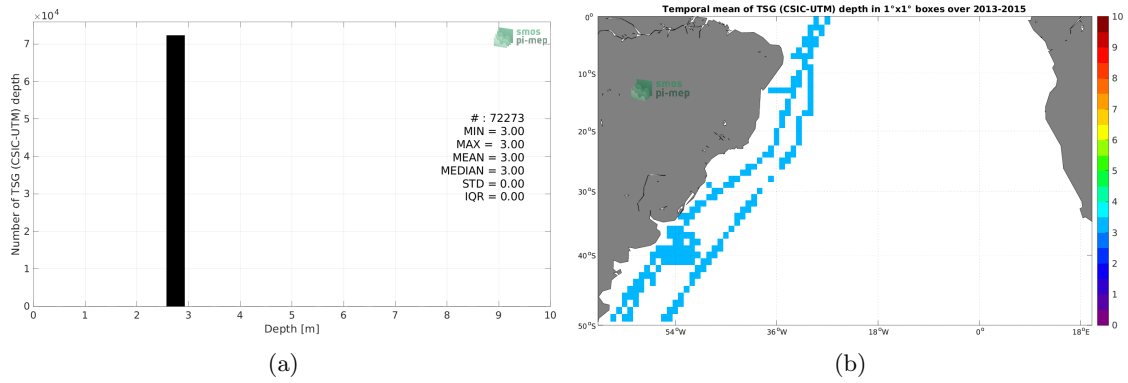 ×10⁴
7
6
5
4
3
2
1
0
Number of TSG (CSIC-UTM) depth
smos
pi-mep
# : 72273
MIN = 3.00
MAX = 3.00
MEAN = 3.00
MEDIAN = 3.00
STD = 0.00
IQR = 0.00
0 1 2 3 4 5 6 7 8 9 10
Depth [m]
(a)
Temporal mean of TSG (CSIC-UTM) depth in 1°x1° boxes over 2013-2015
0°
10°S
20°S
30°S
40°S
50°S
smos
pi-mep
54°W 36°W 18°W 0° 18°E
10
9
8
7
6
5
4
3
2
1
0
(b)